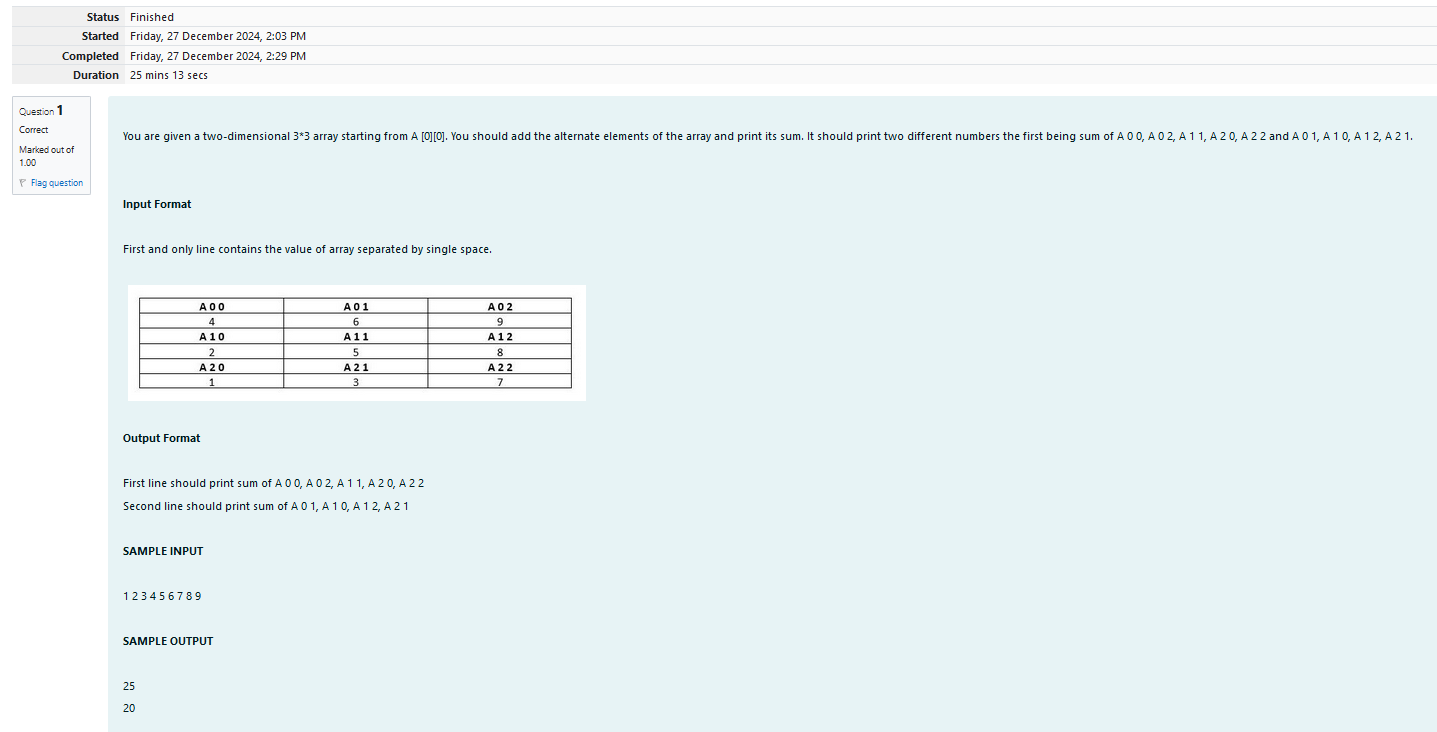 Status Finished
Started Friday, 27 December 2024, 2:03 PM
Completed Friday, 27 December 2024, 2:29 PM
Duration 25 mins 13 secs
Question 1
Correct
Marked out of
1.00
Flag question
You are given a two-dimensional 3*3 array starting from A [0][0]. You should add the alternate elements of the array and print its sum. It should print two different numbers the first being sum of A 0 0, A 0 2, A 1 1, A 2 0, A 2 2 and A 0 1, A 1 0, A 1 2, A 2 1.
Input Format
First and only line contains the value of array separated by single space.
A 0 0 A 0 1 A 0 2
4 6 9
A 1 0 A 1 1 A 1 2
2 5 8
A 2 0 A 2 1 A 2 2
1 3 7
Output Format
First line should print sum of A 0 0, A 0 2, A 1 1, A 2 0, A 2 2
Second line should print sum of A 0 1, A 1 0, A 1 2, A 2 1
SAMPLE INPUT
1 2 3 4 5 6 7 8 9
SAMPLE OUTPUT
25
20